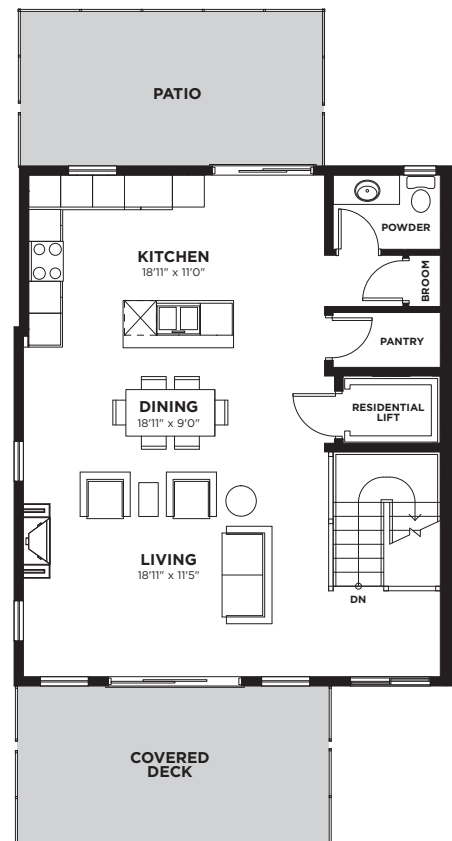 PATIO
POWDER
KITCHEN
18'11" x 11'0"
BROOM
PANTRY
DINING
18'11" x 9'0"
RESIDENTIAL
LIFT
LIVING
18'11" x 11'5"
DN
COVERED
DECK